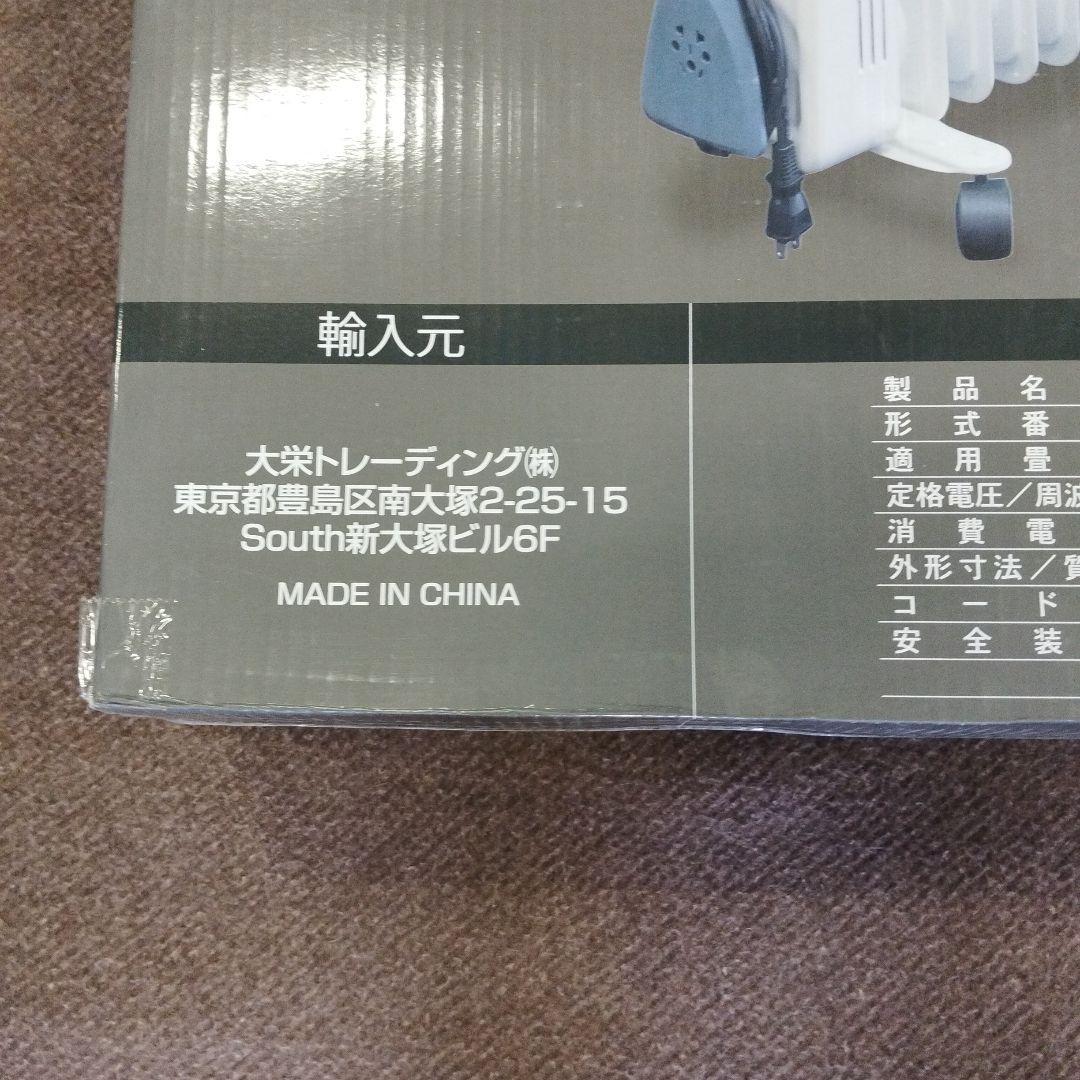 輸入元
大栄トレーディング㈱
東京都豊島区南大塚2-25-15
South新大塚ビル6F
MADE IN CHINA
製品名
形式番
適用畳
定格電圧／周波
消費電
外形寸法／質
コード
安全装